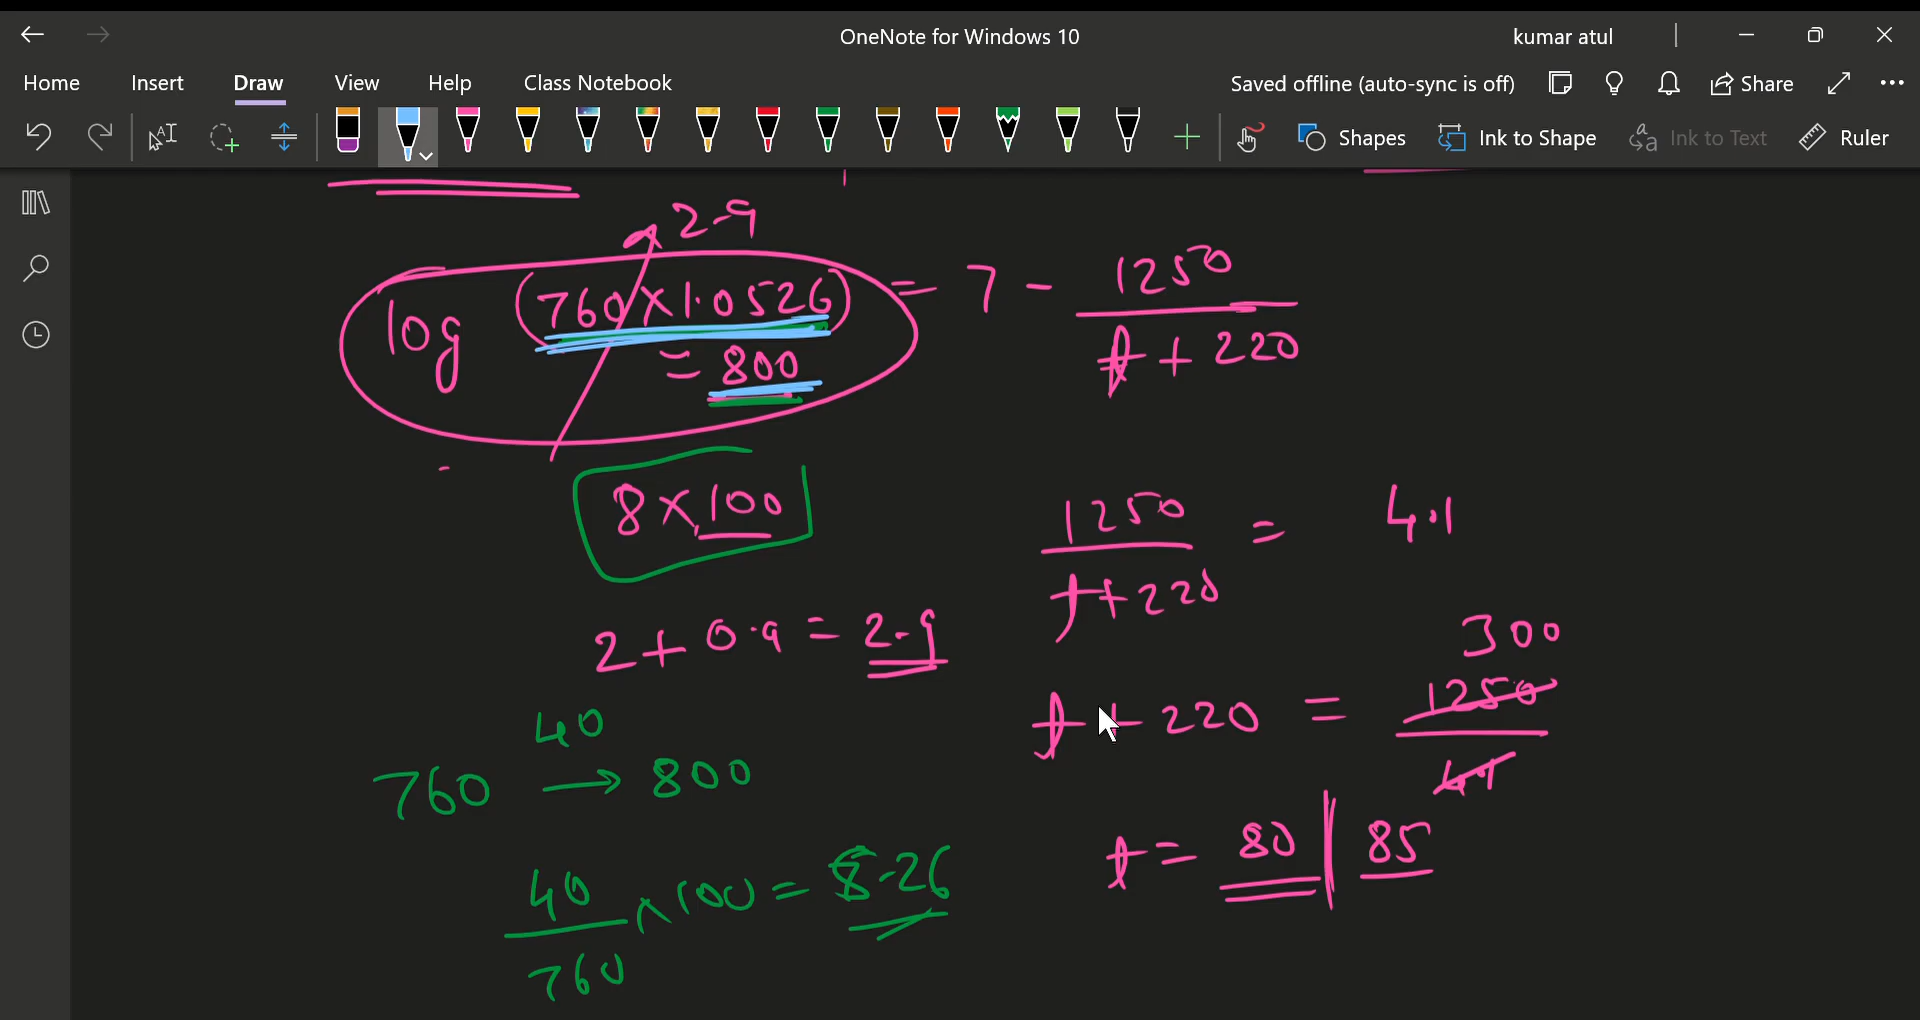 OneNote for Windows 10
kumar atul
Home Insert Draw View Help Class Notebook
Saved offline (auto-sync is off) Share
Shapes Ink to Shape Ink to Text Ruler
2.9
log (760 × 1.0526) = 7 - 1250 / t + 220
= 800
8 × 100
1250 / t + 220 = 4.1
2 + 0.9 = 2.9
300
t + 220 = 1250 / 4.1
40
760 → 800
t = 80 | 85
40 / 760 × 100 = 5.26